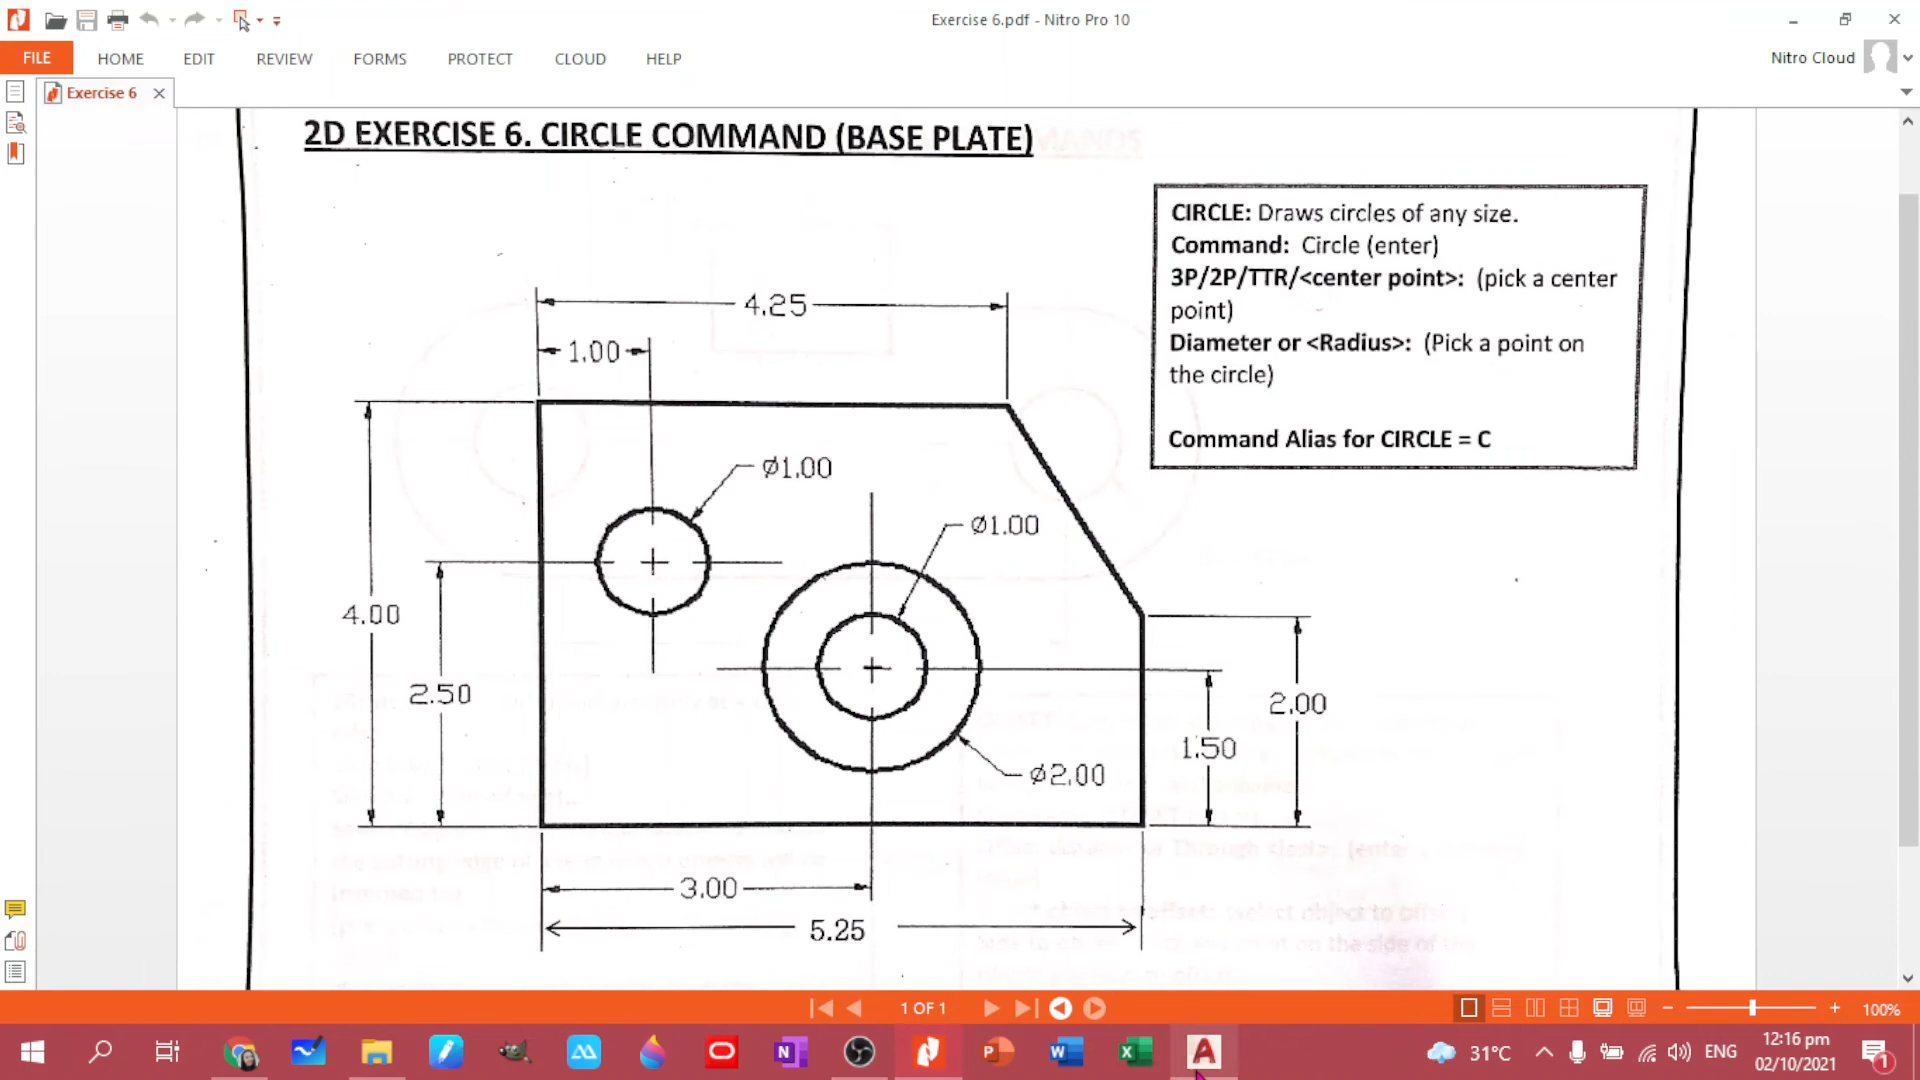 Exercise 6.pdf - Nitro Pro 10
FILE HOME EDIT REVIEW FORMS PROTECT CLOUD HELP
Nitro Cloud
Exercise 6
2D EXERCISE 6. CIRCLE COMMAND (BASE PLATE)
CIRCLE: Draws circles of any size.
Command: Circle (enter)
3P/2P/TTR/<center point>: (pick a center
point)
Diameter or <Radius>: (Pick a point on
the circle)
Command Alias for CIRCLE = C
4.25
1.00
Ø1.00
Ø1.00
4.00
2.50
2.00
1.50
Ø2.00
3.00
5.25
1 OF 1
100%
31°C
ENG
12:16 pm
02/10/2021
1